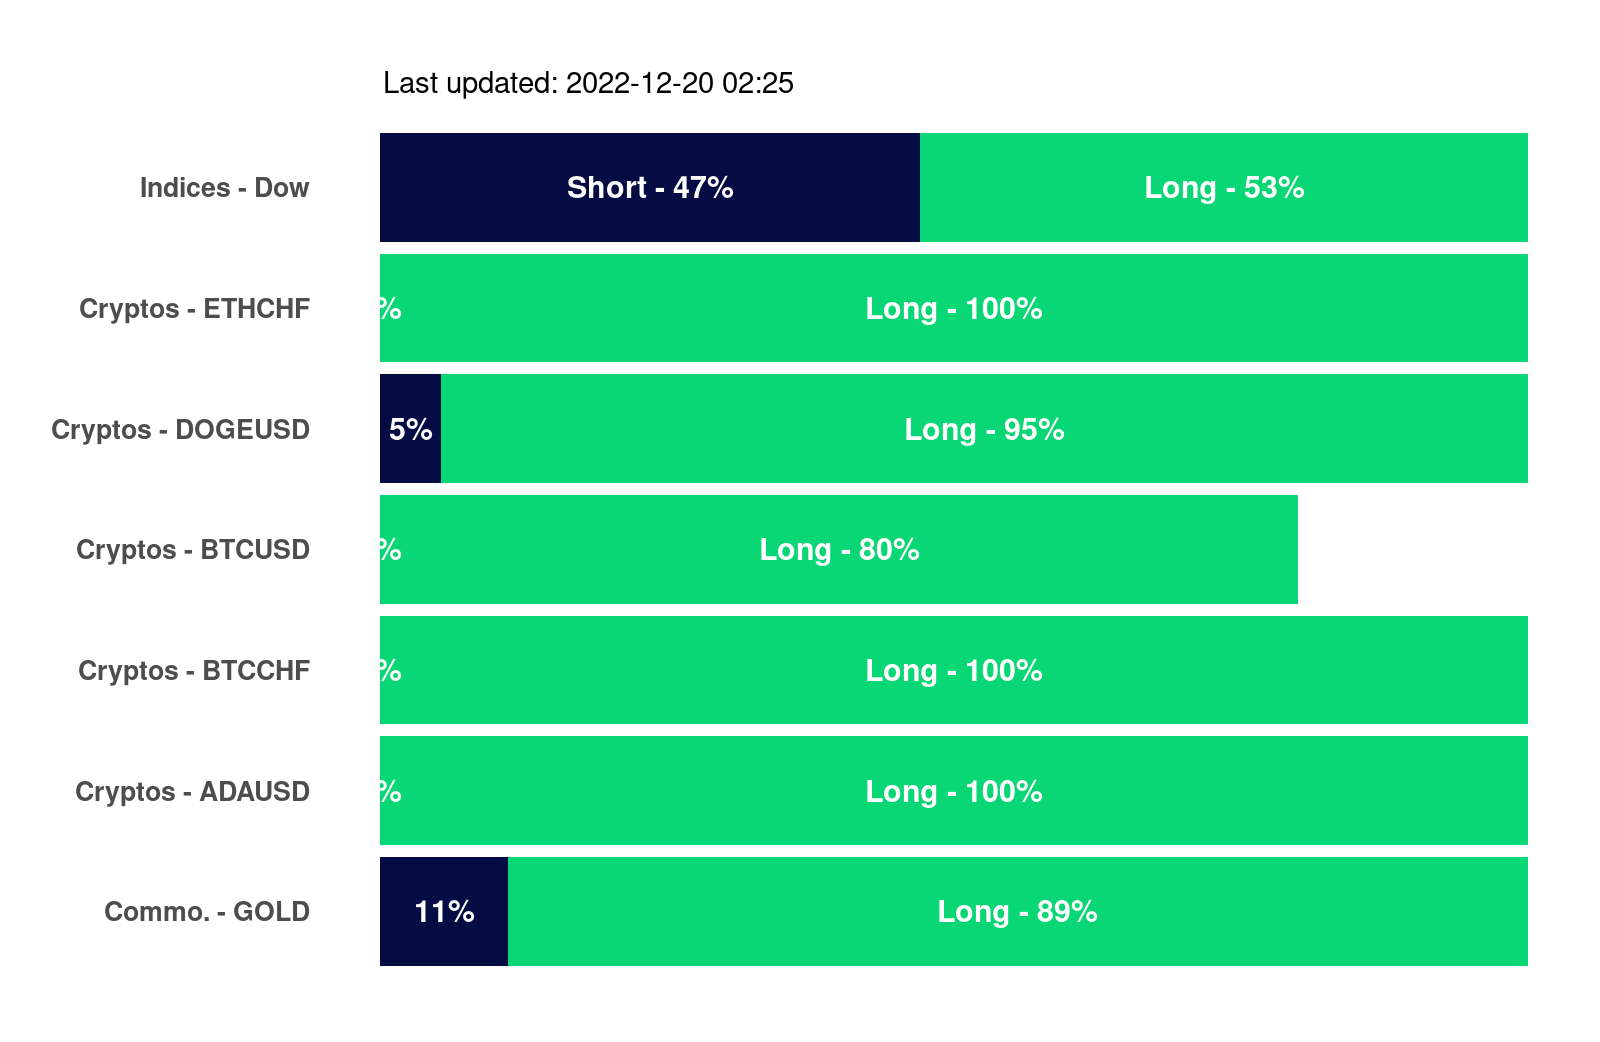 Last updated: 2022-12-20 02:25
Indices - Dow Short - 47% Long - 53%
Cryptos - ETHCHF % Long - 100%
Cryptos - DOGEUSD 5% Long - 95%
Cryptos - BTCUSD % Long - 80%
Cryptos - BTCCHF % Long - 100%
Cryptos - ADAUSD % Long - 100%
Commo. - GOLD 11% Long - 89%